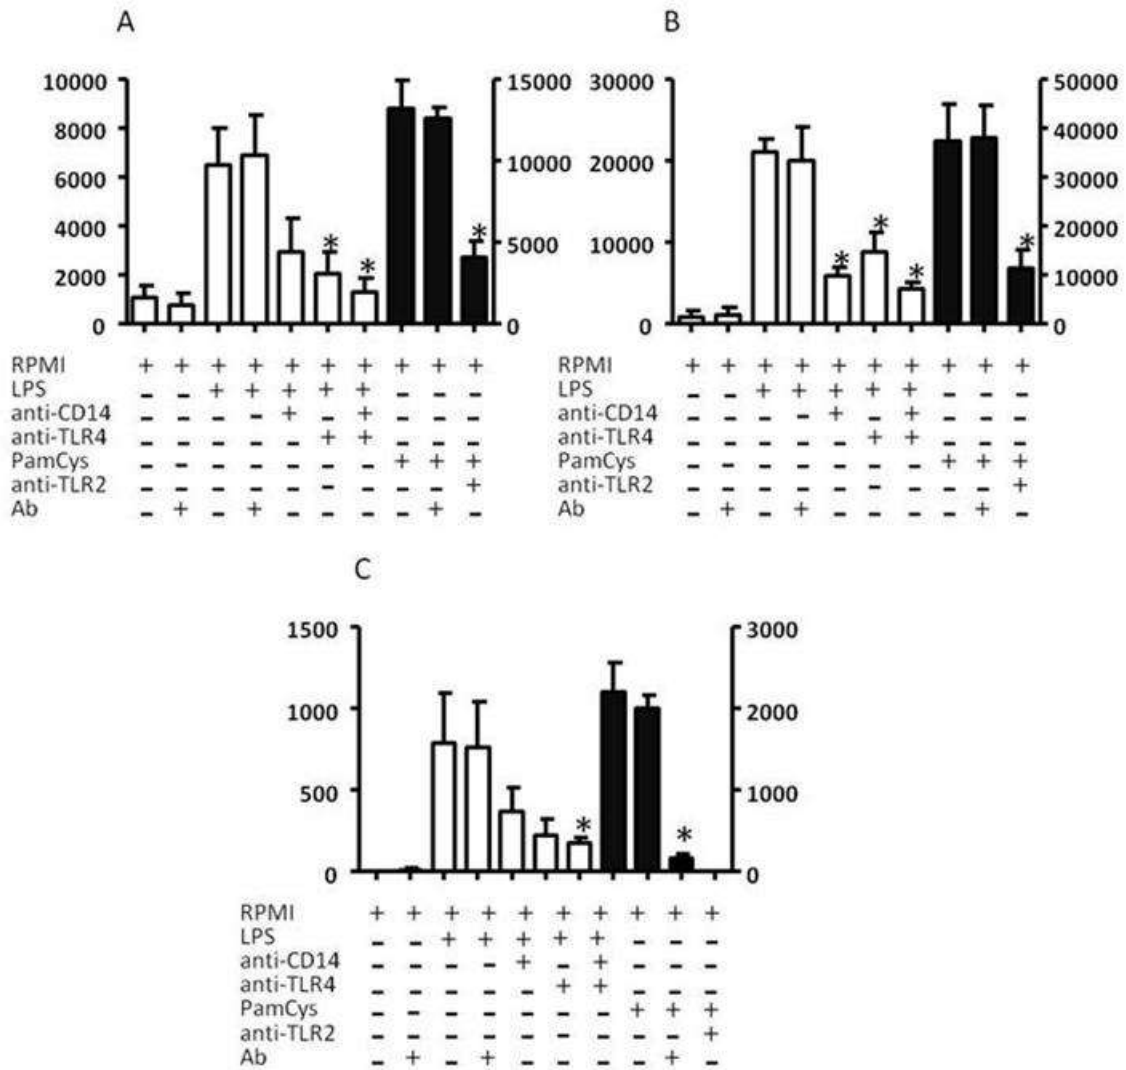 A
10000
8000
6000
4000
2000
0
15000
10000
5000
0
* * *
RPMI + + + + + + + + + +
LPS - - + + + + + - - -
anti-CD14 - - - - + - + - - -
anti-TLR4 - - - - - + + - - -
PamCys - - - - - - - + + +
anti-TLR2 - - - - - - - - - +
Ab - + - + - - - - + -
B
30000
20000
10000
0
50000
40000
30000
20000
10000
0
* * * *
RPMI + + + + + + + + + +
LPS - - + + + + + - - -
anti-CD14 - - - - + - + - - -
anti-TLR4 - - - - - + + - - -
PamCys - - - - - - - + + +
anti-TLR2 - - - - - - - - - +
Ab - + - + - - - - + -
C
1500
1000
500
0
3000
2000
1000
0
* *
RPMI + + + + + + + + + +
LPS - - + + + + + - - -
anti-CD14 - - - - + - + - - -
anti-TLR4 - - - - - + + - - -
PamCys - - - - - - - + + +
anti-TLR2 - - - - - - - - - +
Ab - + - + - - - - + -